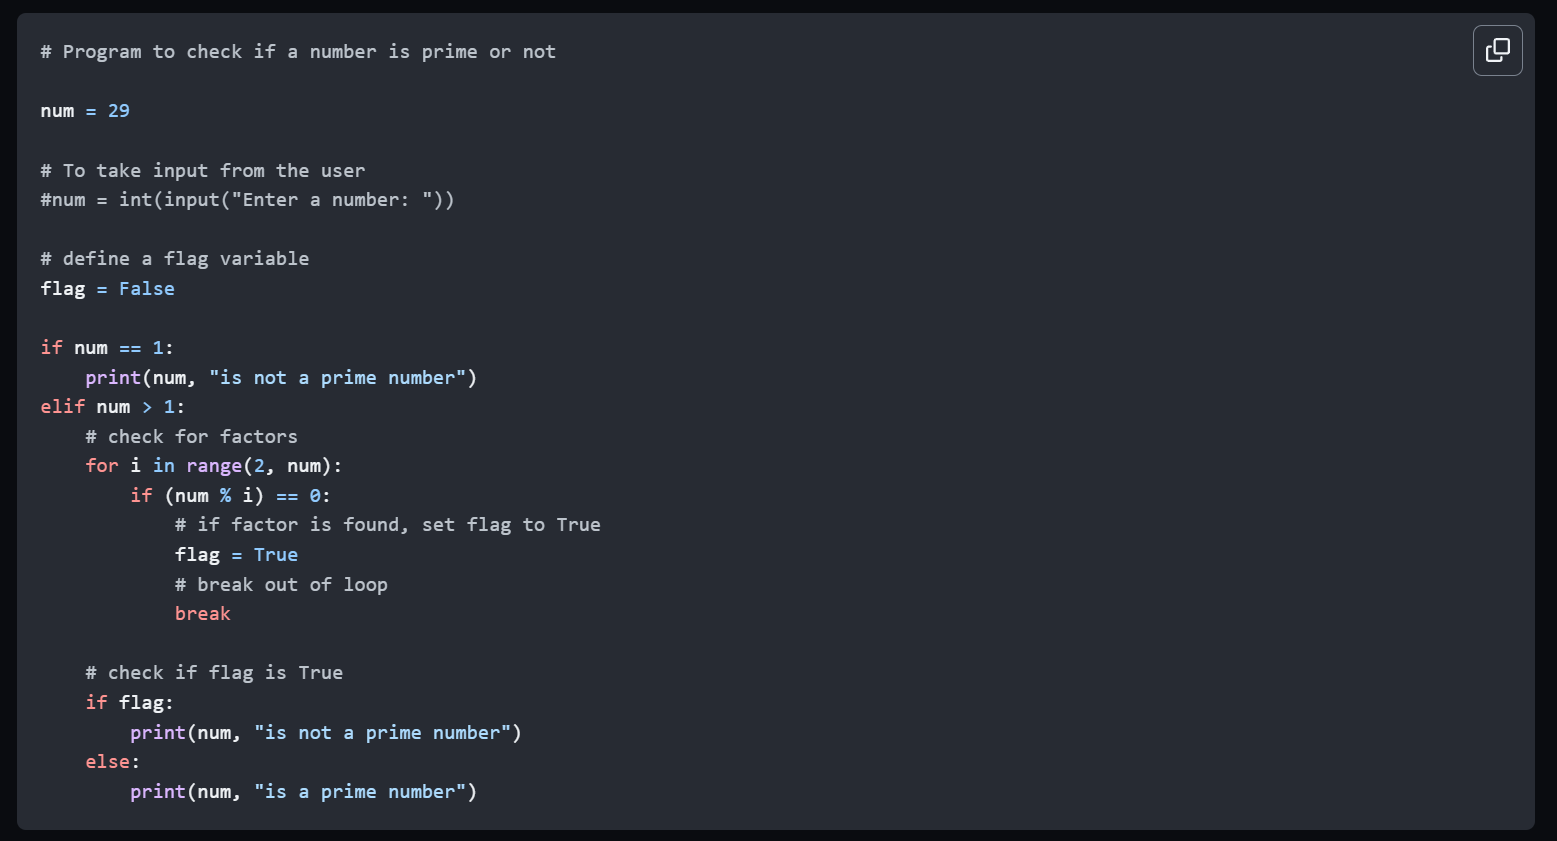 # Program to check if a number is prime or not
num = 29
# To take input from the user
#num = int(input("Enter a number: "))
# define a flag variable
flag = False
if num == 1:
    print(num, "is not a prime number")
elif num > 1:
    # check for factors
    for i in range(2, num):
        if (num % i) == 0:
            # if factor is found, set flag to True
            flag = True
            # break out of loop
            break
    # check if flag is True
    if flag:
        print(num, "is not a prime number")
    else:
        print(num, "is a prime number")